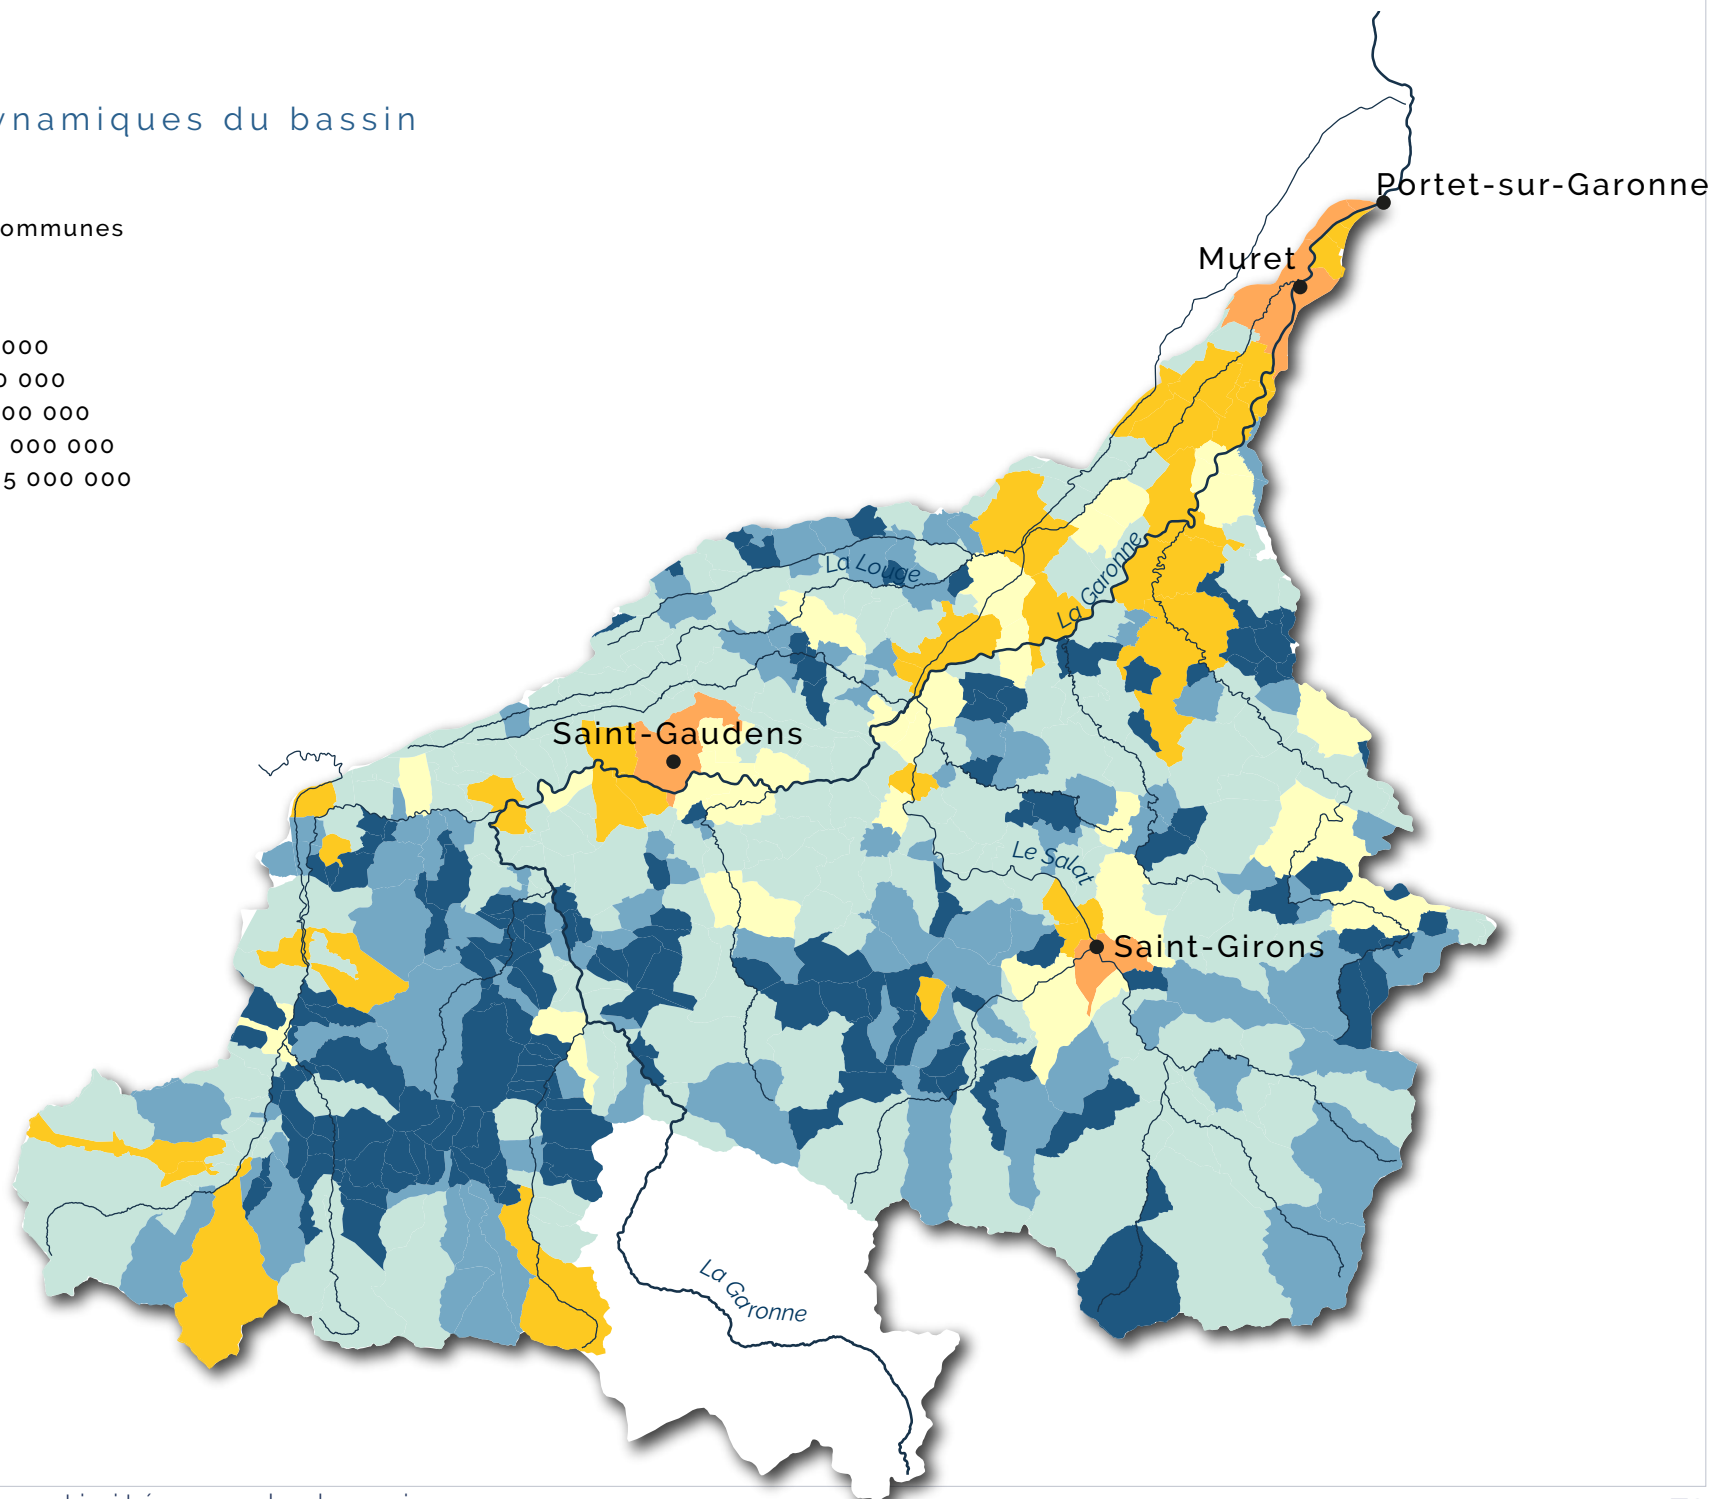 ynamiques du bassin
ommunes
000
0 000
00 000
000 000
5 000 000
Portet-sur-Garonne
Muret
La Louge
La Garonne
Saint-Gaudens
Le Salat
Saint-Girons
La Garonne